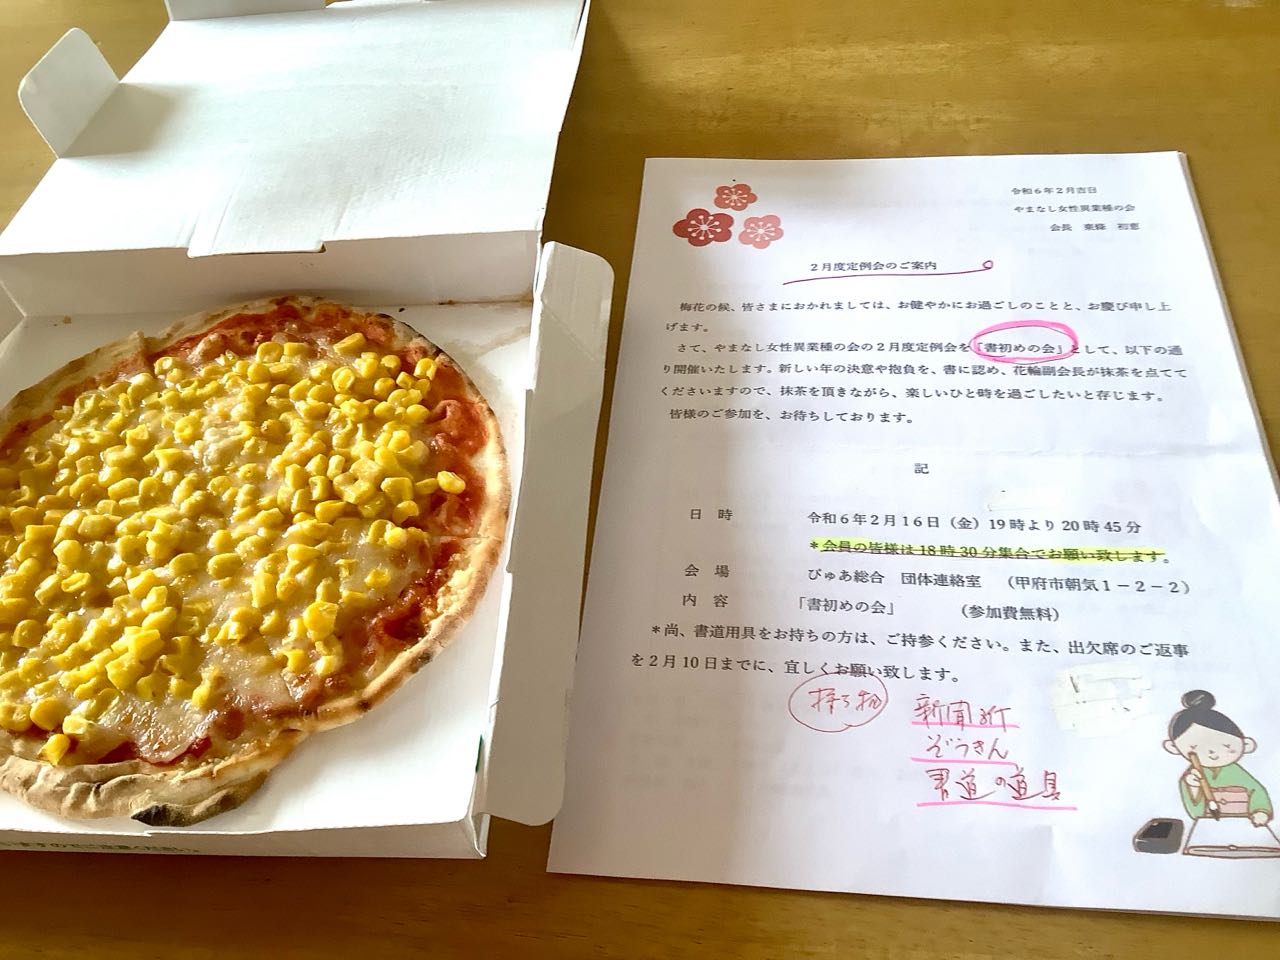 令和６年２月吉日
やまなし女性異業種の会
会長
２月度定例会のご案内
梅花の候、皆さまにおかれましては、お健やかにお過ごしのことと、お慶び申し上
げます。
さて、やまなし女性異業種の会の２月度定例会を「書初めの会」として、以下の通
り開催いたします。新しい年の決意や抱負を、書に認め、花輪副会長が抹茶を点てて
くださいますので、抹茶を頂きながら、楽しいひと時を過ごしたいと存じます。
皆様のご参加を、お待ちしております。
記
日 時 令和６年２月１６日（金）19時より20時45分
＊会員の皆様は18時30分集合でお願い致します。
会 場 ぴゅあ総合 団体連絡室 （甲府市朝気１－２－２）
内 容 「書初めの会」 （参加費無料）
＊尚、書道用具をお持ちの方は、ご持参ください。また、出欠席のご返事
を２月10日までに、宜しくお願い致します。
持ち物 新聞紙
ぞうきん
書道の道具